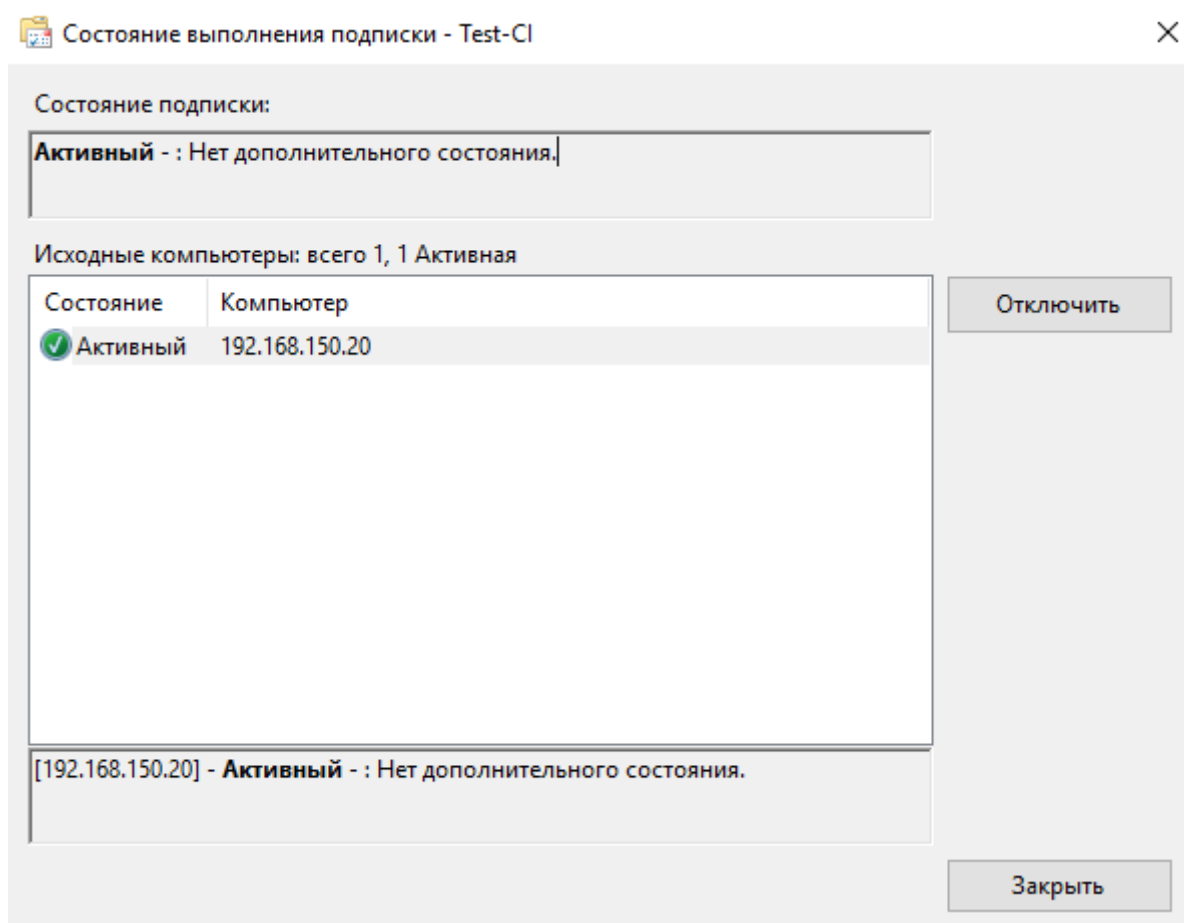 Состояние выполнения подписки - Test-CI
Состояние подписки:
Активный - : Нет дополнительного состояния.
Исходные компьютеры: всего 1, 1 Активная
Состояние Компьютер
Отключить
Активный 192.168.150.20
[192.168.150.20] - Активный - : Нет дополнительного состояния.
Закрыть